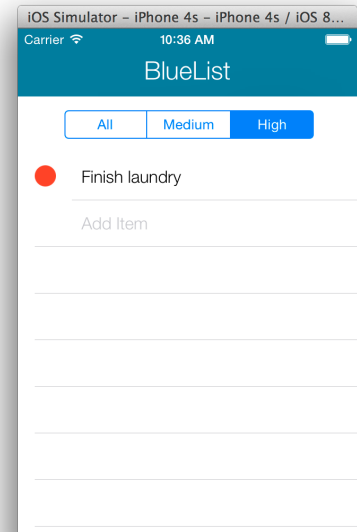 iOS Simulator – iPhone 4s – iPhone 4s / iOS 8...
Carrier 10:36 AM
BlueList
All Medium High
Finish laundry
Add Item